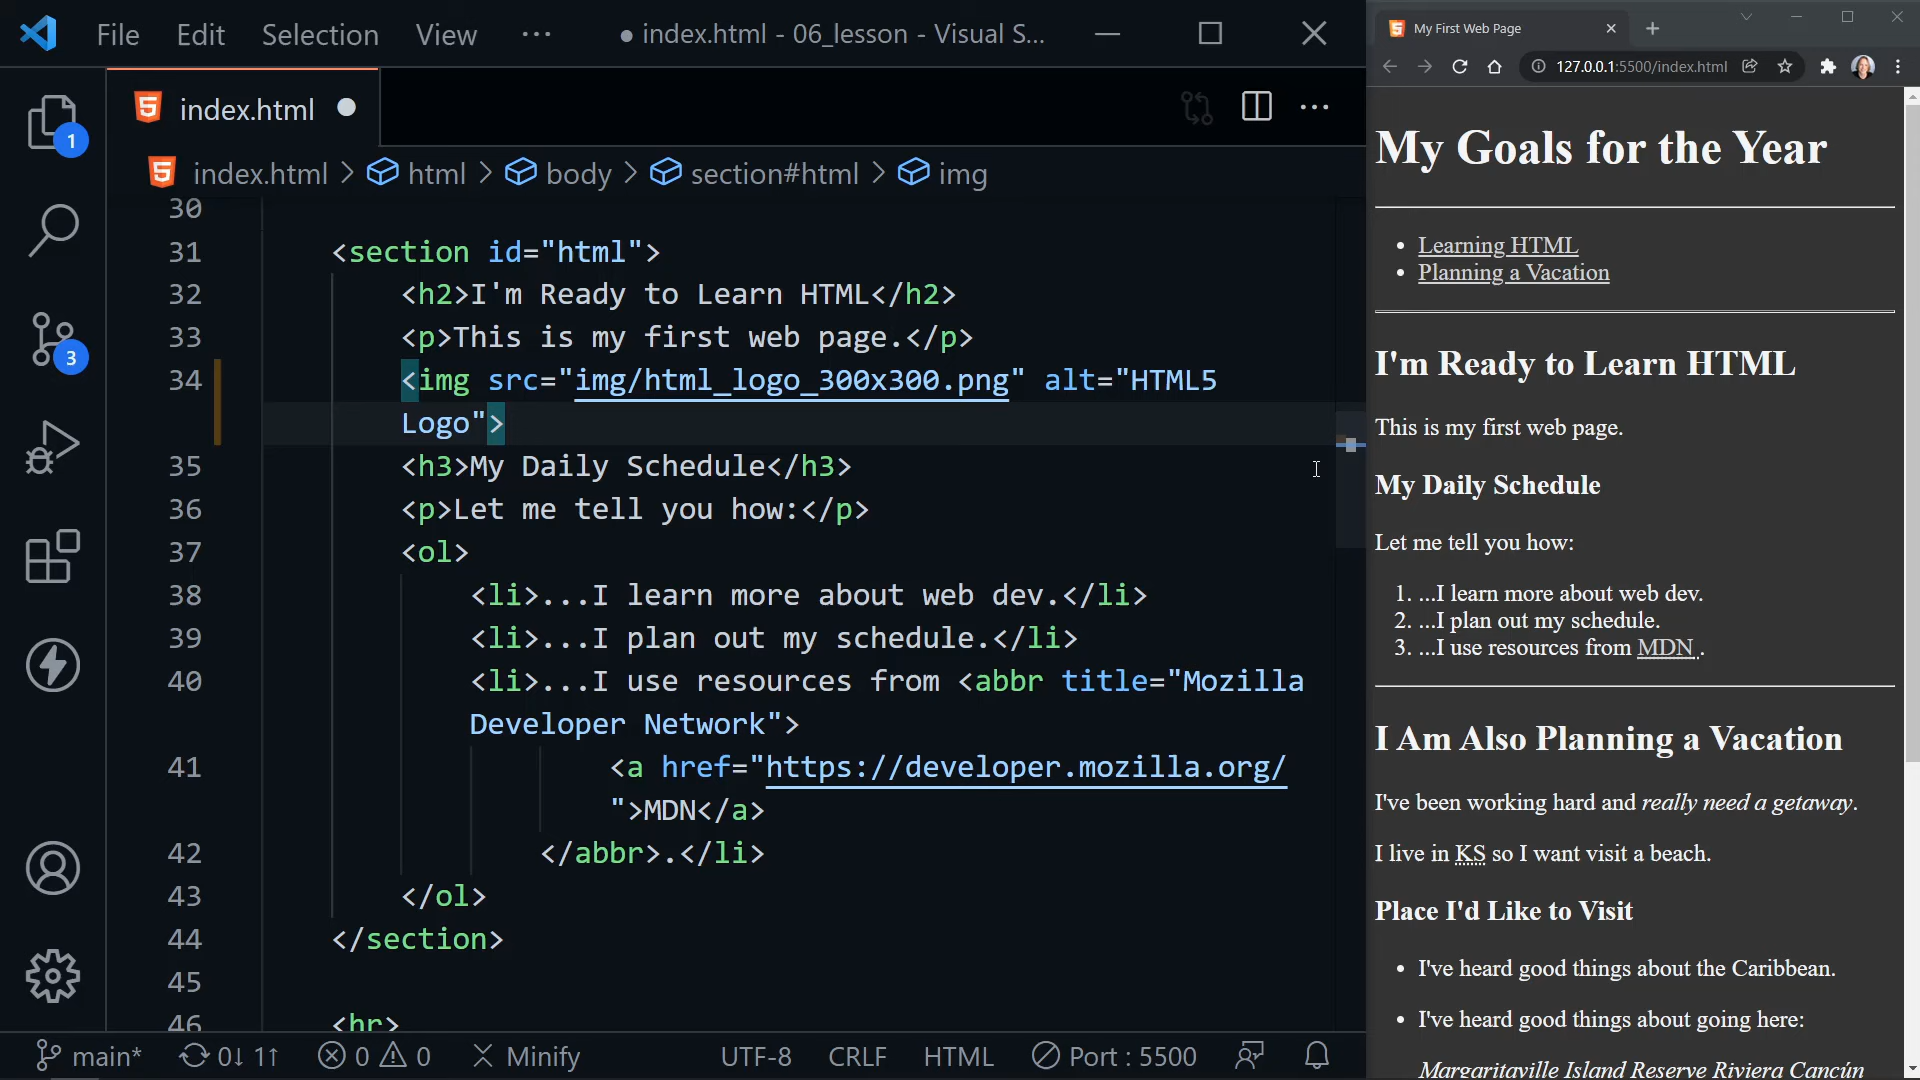 File Edit Selection View ··· ● index.html - 06_lesson - Visual S...
index.html
index.html > html > body > section#html > img
1
3
30
31 <section id="html">
32 <h2>I'm Ready to Learn HTML</h2>
33 <p>This is my first web page.</p>
34 <img src="img/html_logo_300x300.png" alt="HTML5
Logo">
35 <h3>My Daily Schedule</h3>
36 <p>Let me tell you how:</p>
37 <ol>
38 <li>...I learn more about web dev.</li>
39 <li>...I plan out my schedule.</li>
40 <li>...I use resources from <abbr title="Mozilla
Developer Network">
41 <a href="https://developer.mozilla.org/
">MDN</a>
42 </abbr>.</li>
43 </ol>
44 </section>
45
46 <hr>
main* 0↓ 1↑ 0 0 Minify UTF-8 CRLF HTML Port : 5500
My First Web Page
127.0.0.1:5500/index.html
My Goals for the Year
• Learning HTML
• Planning a Vacation
I'm Ready to Learn HTML
This is my first web page.
My Daily Schedule
Let me tell you how:
1. ...I learn more about web dev.
2. ...I plan out my schedule.
3. ...I use resources from MDN .
I Am Also Planning a Vacation
I've been working hard and really need a getaway.
I live in KS so I want visit a beach.
Place I'd Like to Visit
• I've heard good things about the Caribbean.
• I've heard good things about going here:
Margaritaville Island Reserve Riviera Cancún